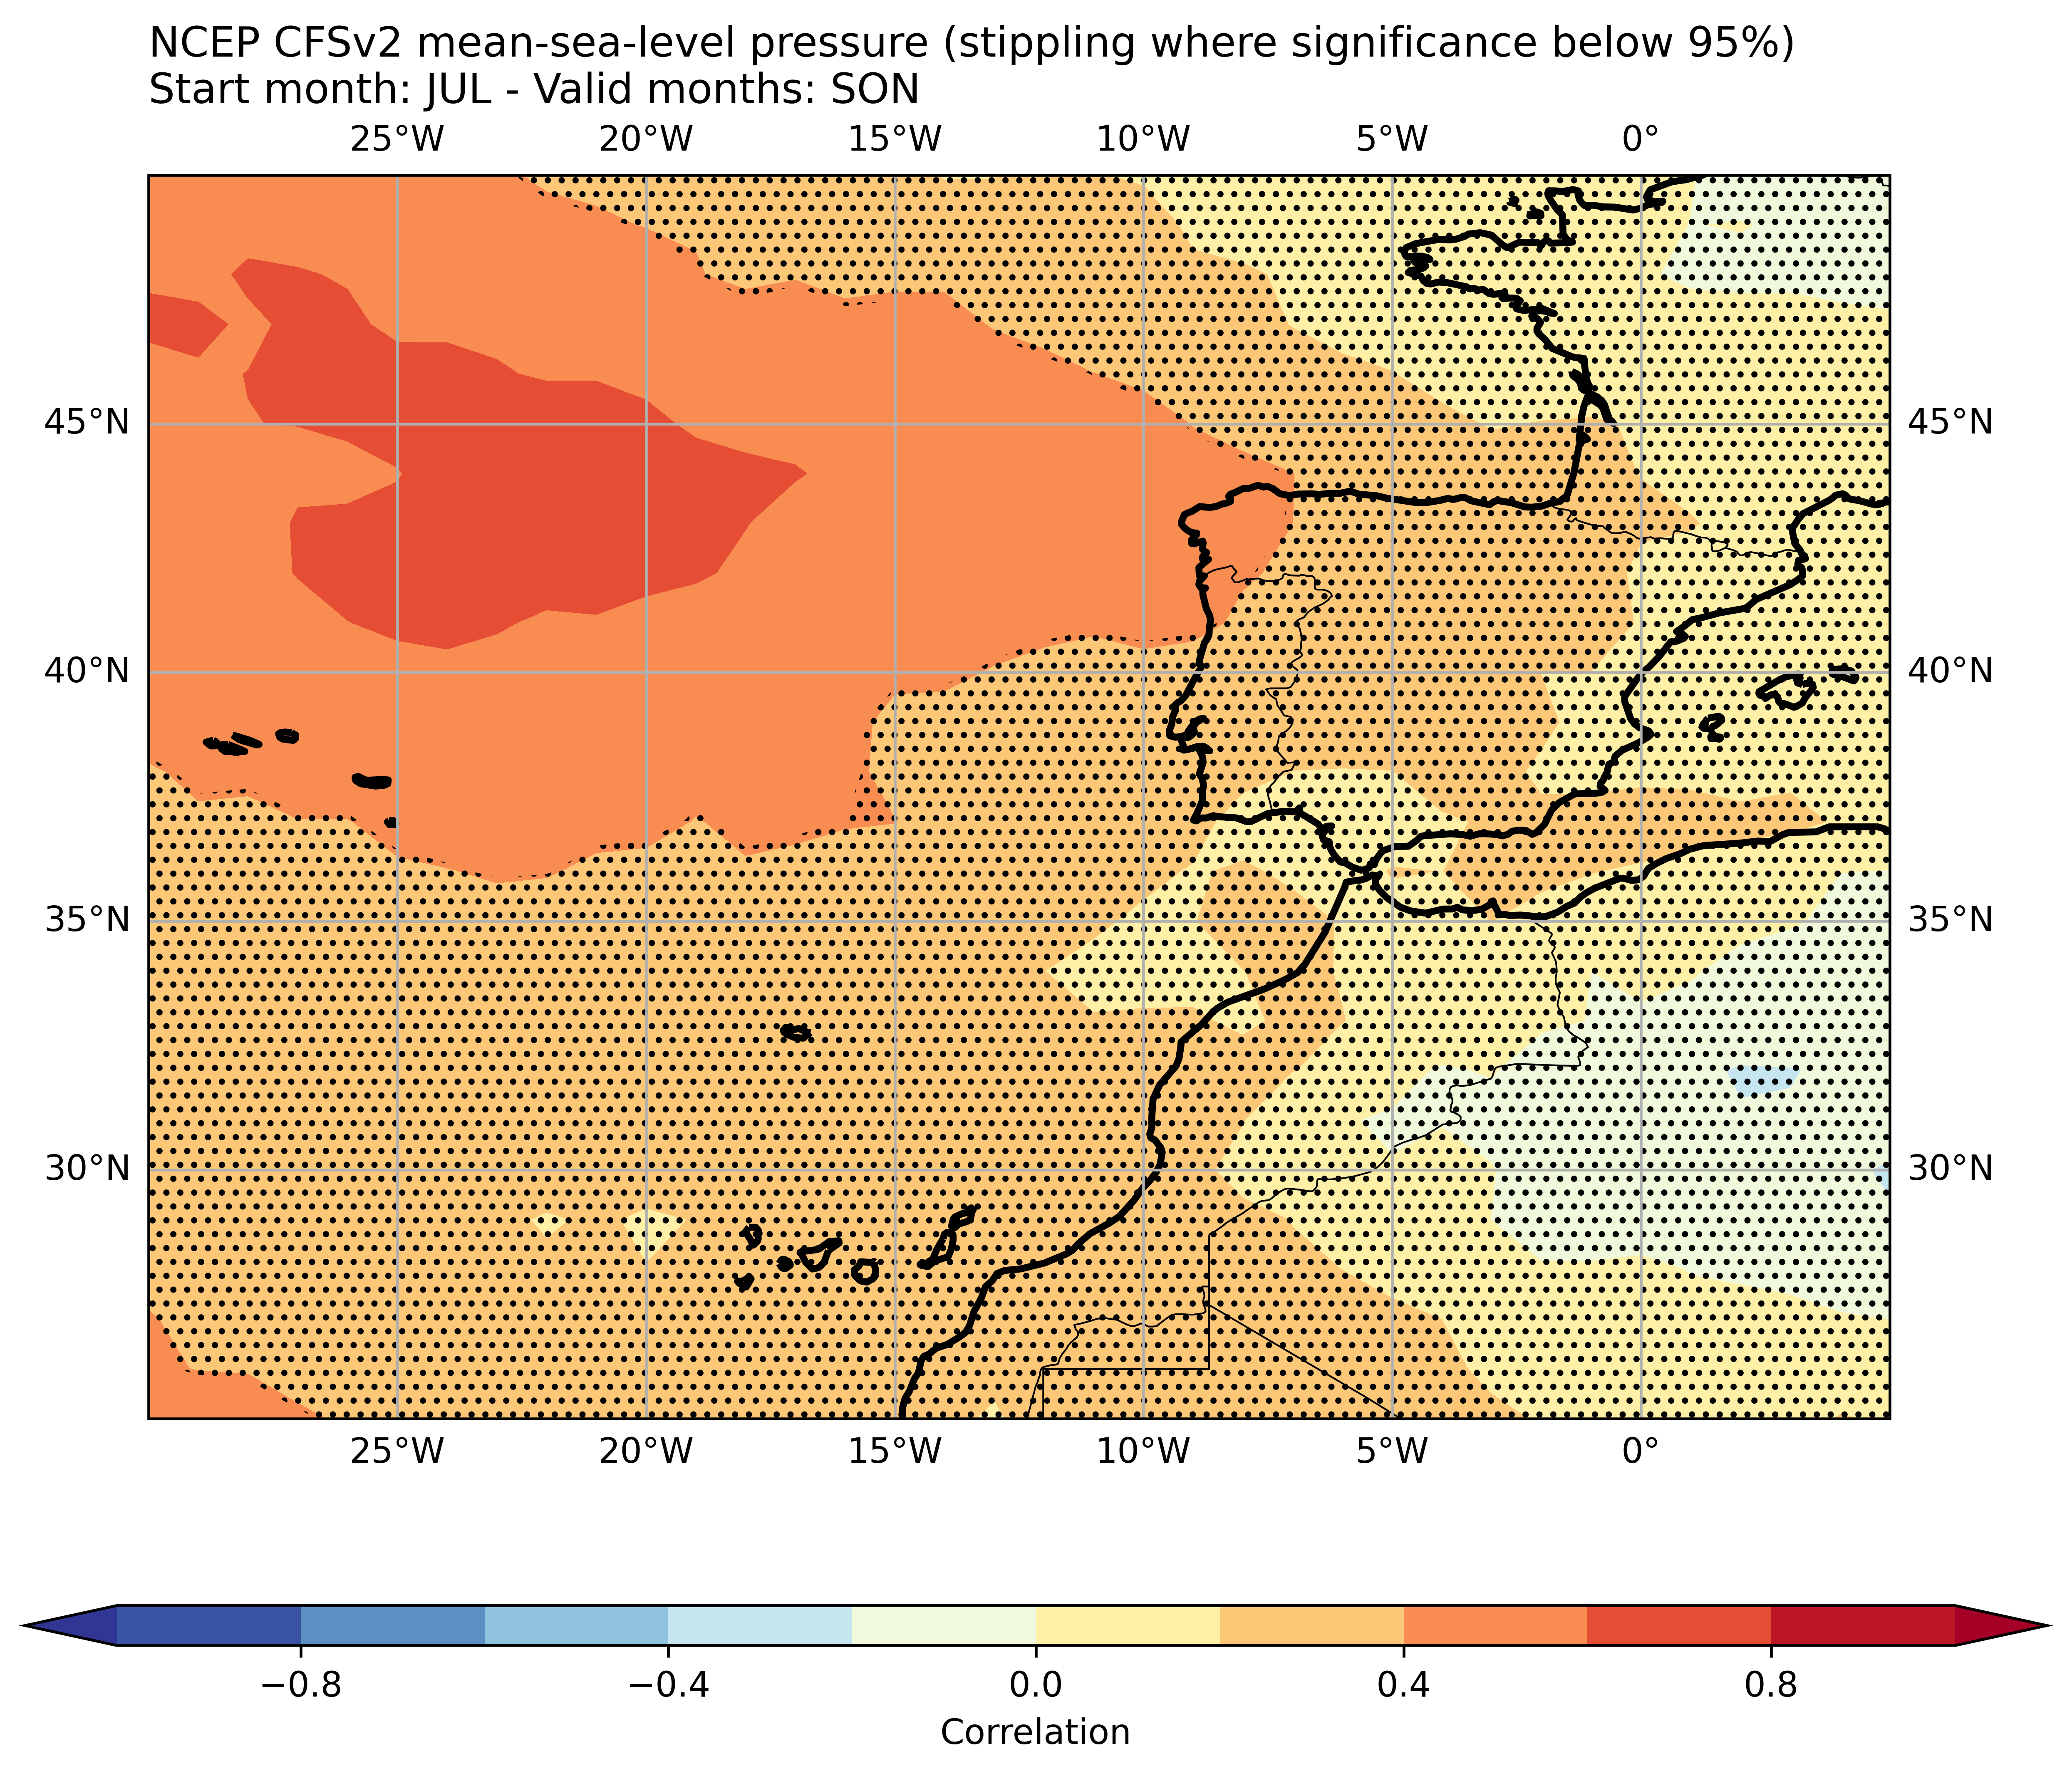 NCEP CFSv2 mean-sea-level pressure (stippling where significance below 95%)
Start month: JUL - Valid months: SON
25°W 20°W 15°W 10°W 5°W 0°
45°N 45°N
40°N 40°N
35°N 35°N
30°N 30°N
25°W 20°W 15°W 10°W 5°W 0°
−0.8 −0.4 0.0 0.4 0.8
Correlation